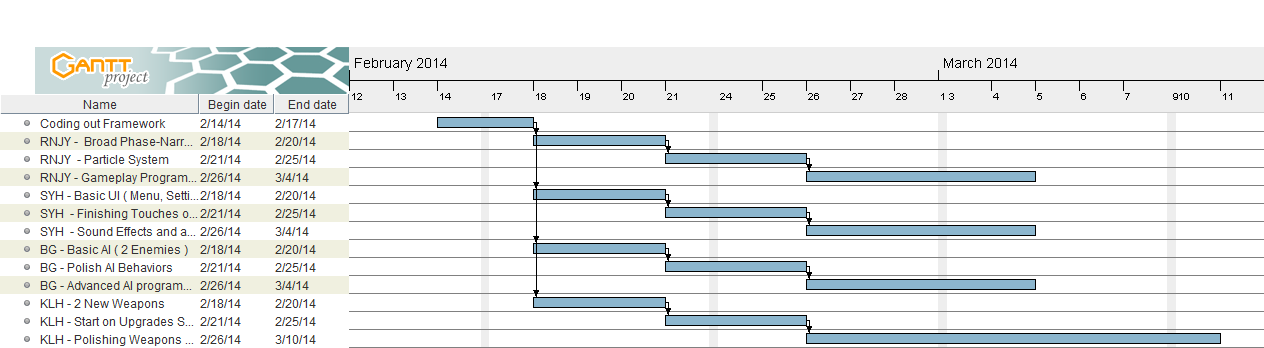 GANTT project
February 2014 March 2014
12 13 14 17 18 19 20 21 24 25 26 27 28 1 3 4 5 6 7 9 10 11
Name Begin date End date
Coding out Framework 2/14/14 2/17/14
RNJY - Broad Phase-Narr... 2/18/14 2/20/14
RNJY - Particle System 2/21/14 2/25/14
RNJY - Gameplay Program... 2/26/14 3/4/14
SYH - Basic UI ( Menu, Setti... 2/18/14 2/20/14
SYH - Finishing Touches o... 2/21/14 2/25/14
SYH - Sound Effects and a... 2/26/14 3/4/14
BG - Basic AI ( 2 Enemies ) 2/18/14 2/20/14
BG - Polish AI Behaviors 2/21/14 2/25/14
BG - Advanced AI program... 2/26/14 3/4/14
KLH - 2 New Weapons 2/18/14 2/20/14
KLH - Start on Upgrades S... 2/21/14 2/25/14
KLH - Polishing Weapons ... 2/26/14 3/10/14